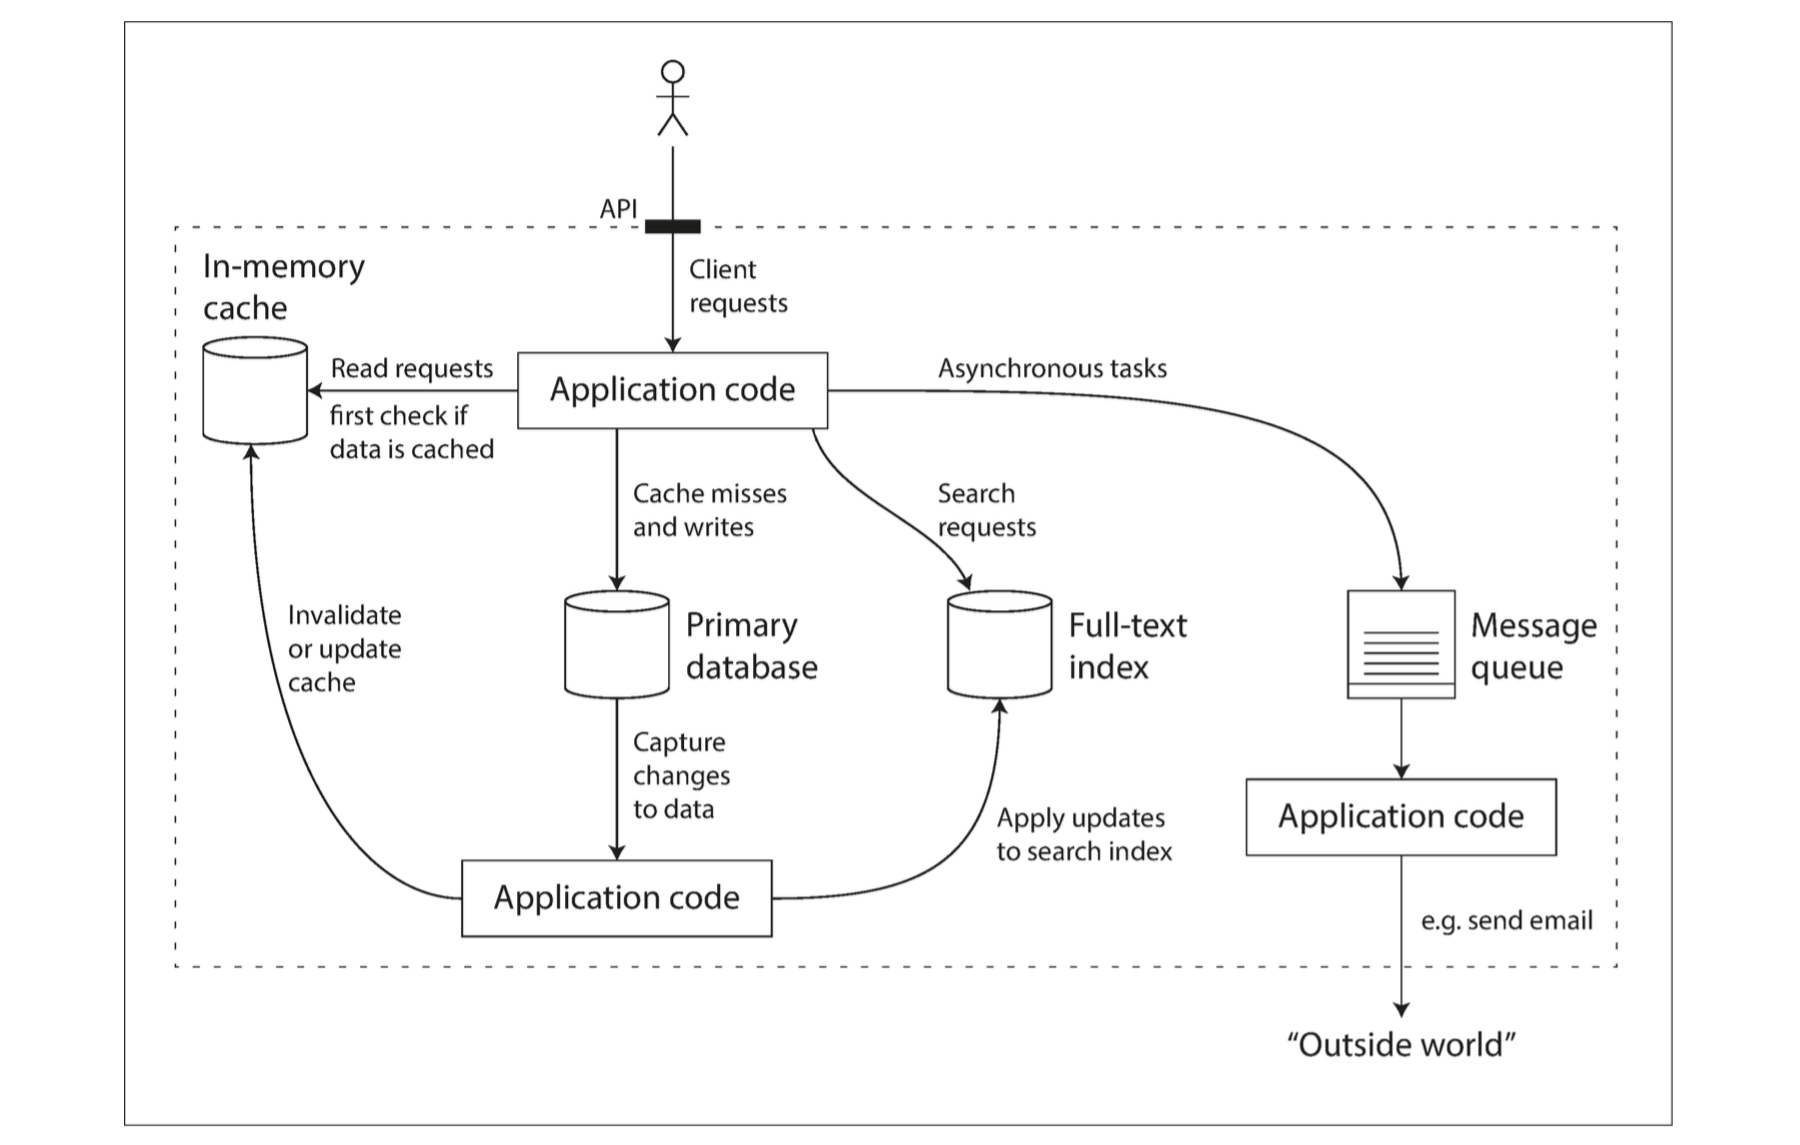 API
Client
requests
In-memory
cache
Read requests
first check if
data is cached
Application code
Asynchronous tasks
Cache misses
and writes
Search
requests
Invalidate
or update
cache
Primary
database
Full-text
index
Message
queue
Capture
changes
to data
Apply updates
to search index
Application code
Application code
e.g. send email
“Outside world”